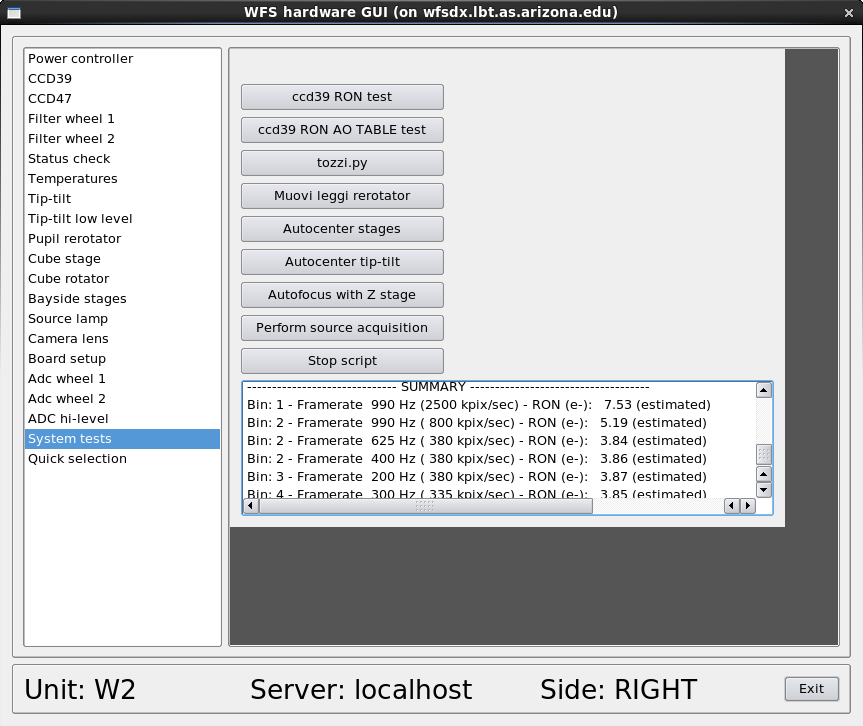 WFS hardware GUI (on wfsdx.lbt.as.arizona.edu)
Power controller
CCD39
CCD47
Filter wheel 1
Filter wheel 2
Status check
Temperatures
Tip-tilt
Tip-tilt low level
Pupil rerotator
Cube stage
Cube rotator
Bayside stages
Source lamp
Camera lens
Board setup
Adc wheel 1
Adc wheel 2
ADC hi-level
System tests
Quick selection
ccd39 RON test
ccd39 RON AO TABLE test
tozzi.py
Muovi leggi rerotator
Autocenter stages
Autocenter tip-tilt
Autofocus with Z stage
Perform source acquisition
Stop script
------------------------------ SUMMARY ------------------------------------
Bin: 1 - Framerate  990 Hz (2500 kpix/sec) - RON (e-):   7.53 (estimated)
Bin: 2 - Framerate  990 Hz ( 800 kpix/sec) - RON (e-):   5.19 (estimated)
Bin: 2 - Framerate  625 Hz ( 380 kpix/sec) - RON (e-):   3.84 (estimated)
Bin: 2 - Framerate  400 Hz ( 380 kpix/sec) - RON (e-):   3.86 (estimated)
Bin: 3 - Framerate  200 Hz ( 380 kpix/sec) - RON (e-):   3.87 (estimated)
Bin: 4 - Framerate  300 Hz ( 335 kpix/sec) - RON (e-):   3.85 (estimated)
Unit: W2
Server: localhost
Side: RIGHT
Exit